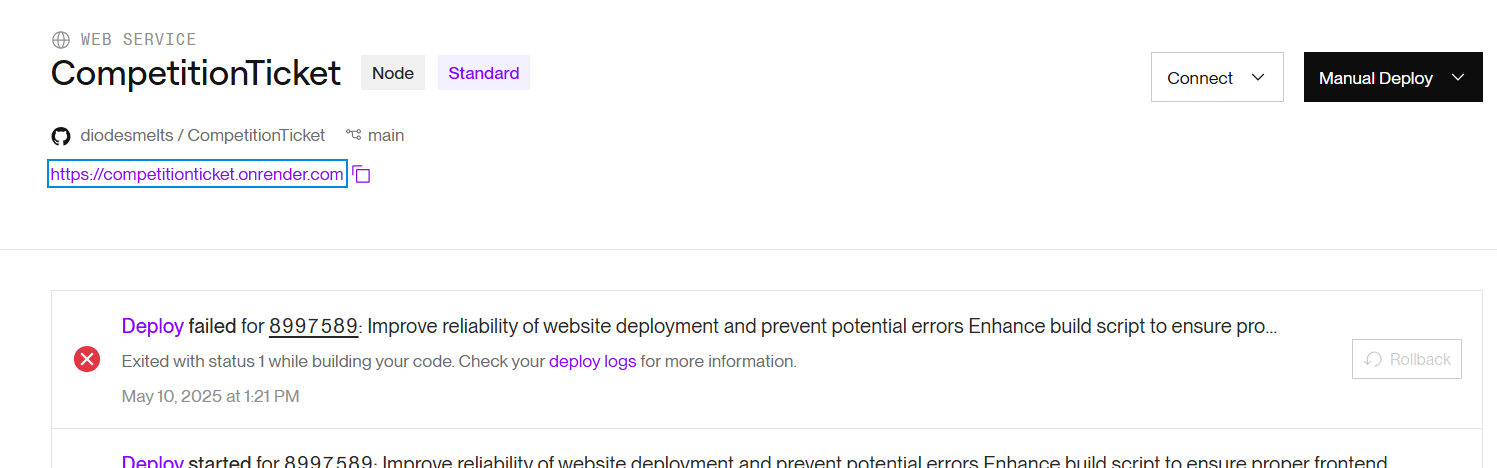 WEB SERVICE
CompetitionTicket Node Standard Connect Manual Deploy
diodesmelts / CompetitionTicket main
https://competitionticket.onrender.com
Deploy failed for 8997589: Improve reliability of website deployment and prevent potential errors Enhance build script to ensure pro...
Exited with status 1 while building your code. Check your deploy logs for more information.
Rollback
May 10, 2025 at 1:21 PM
Deploy started for 8997589: Improve reliability of website deployment and prevent potential errors Enhance build script to ensure proper frontend